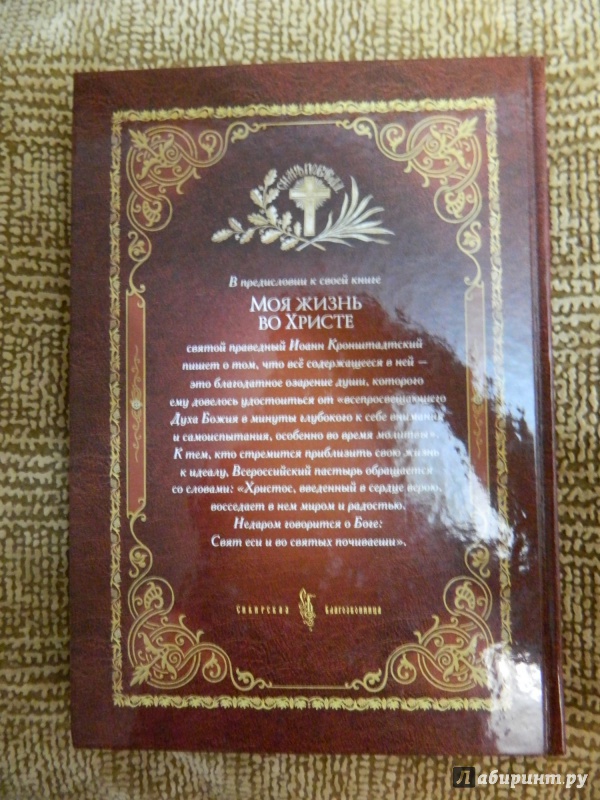 СИМЪ ПОБѢДИ
В предисловии к своей книге
МОЯ ЖИЗНЬ
ВО ХРИСТЕ
святой праведный Иоанн Кронштадтский
пишет о том, что всё содержащееся в ней —
это благодатное озарение души, которого
ему довелось удостоиться от «всепросвещающего
Духа Божия в минуты глубокого к себе внимания
и самоиспытания, особенно во время молитвы».
К тем, кто стремится приблизить свою жизнь
к идеалу, Всероссийский пастырь обращается
со словами: «Христос, введенный в сердце верою,
восседает в нем миром и радостью.
Недаром говорится о Боге:
Свят еси и во святых почиваеши».
Сибирская Благозвонница
Лабиринт.ру